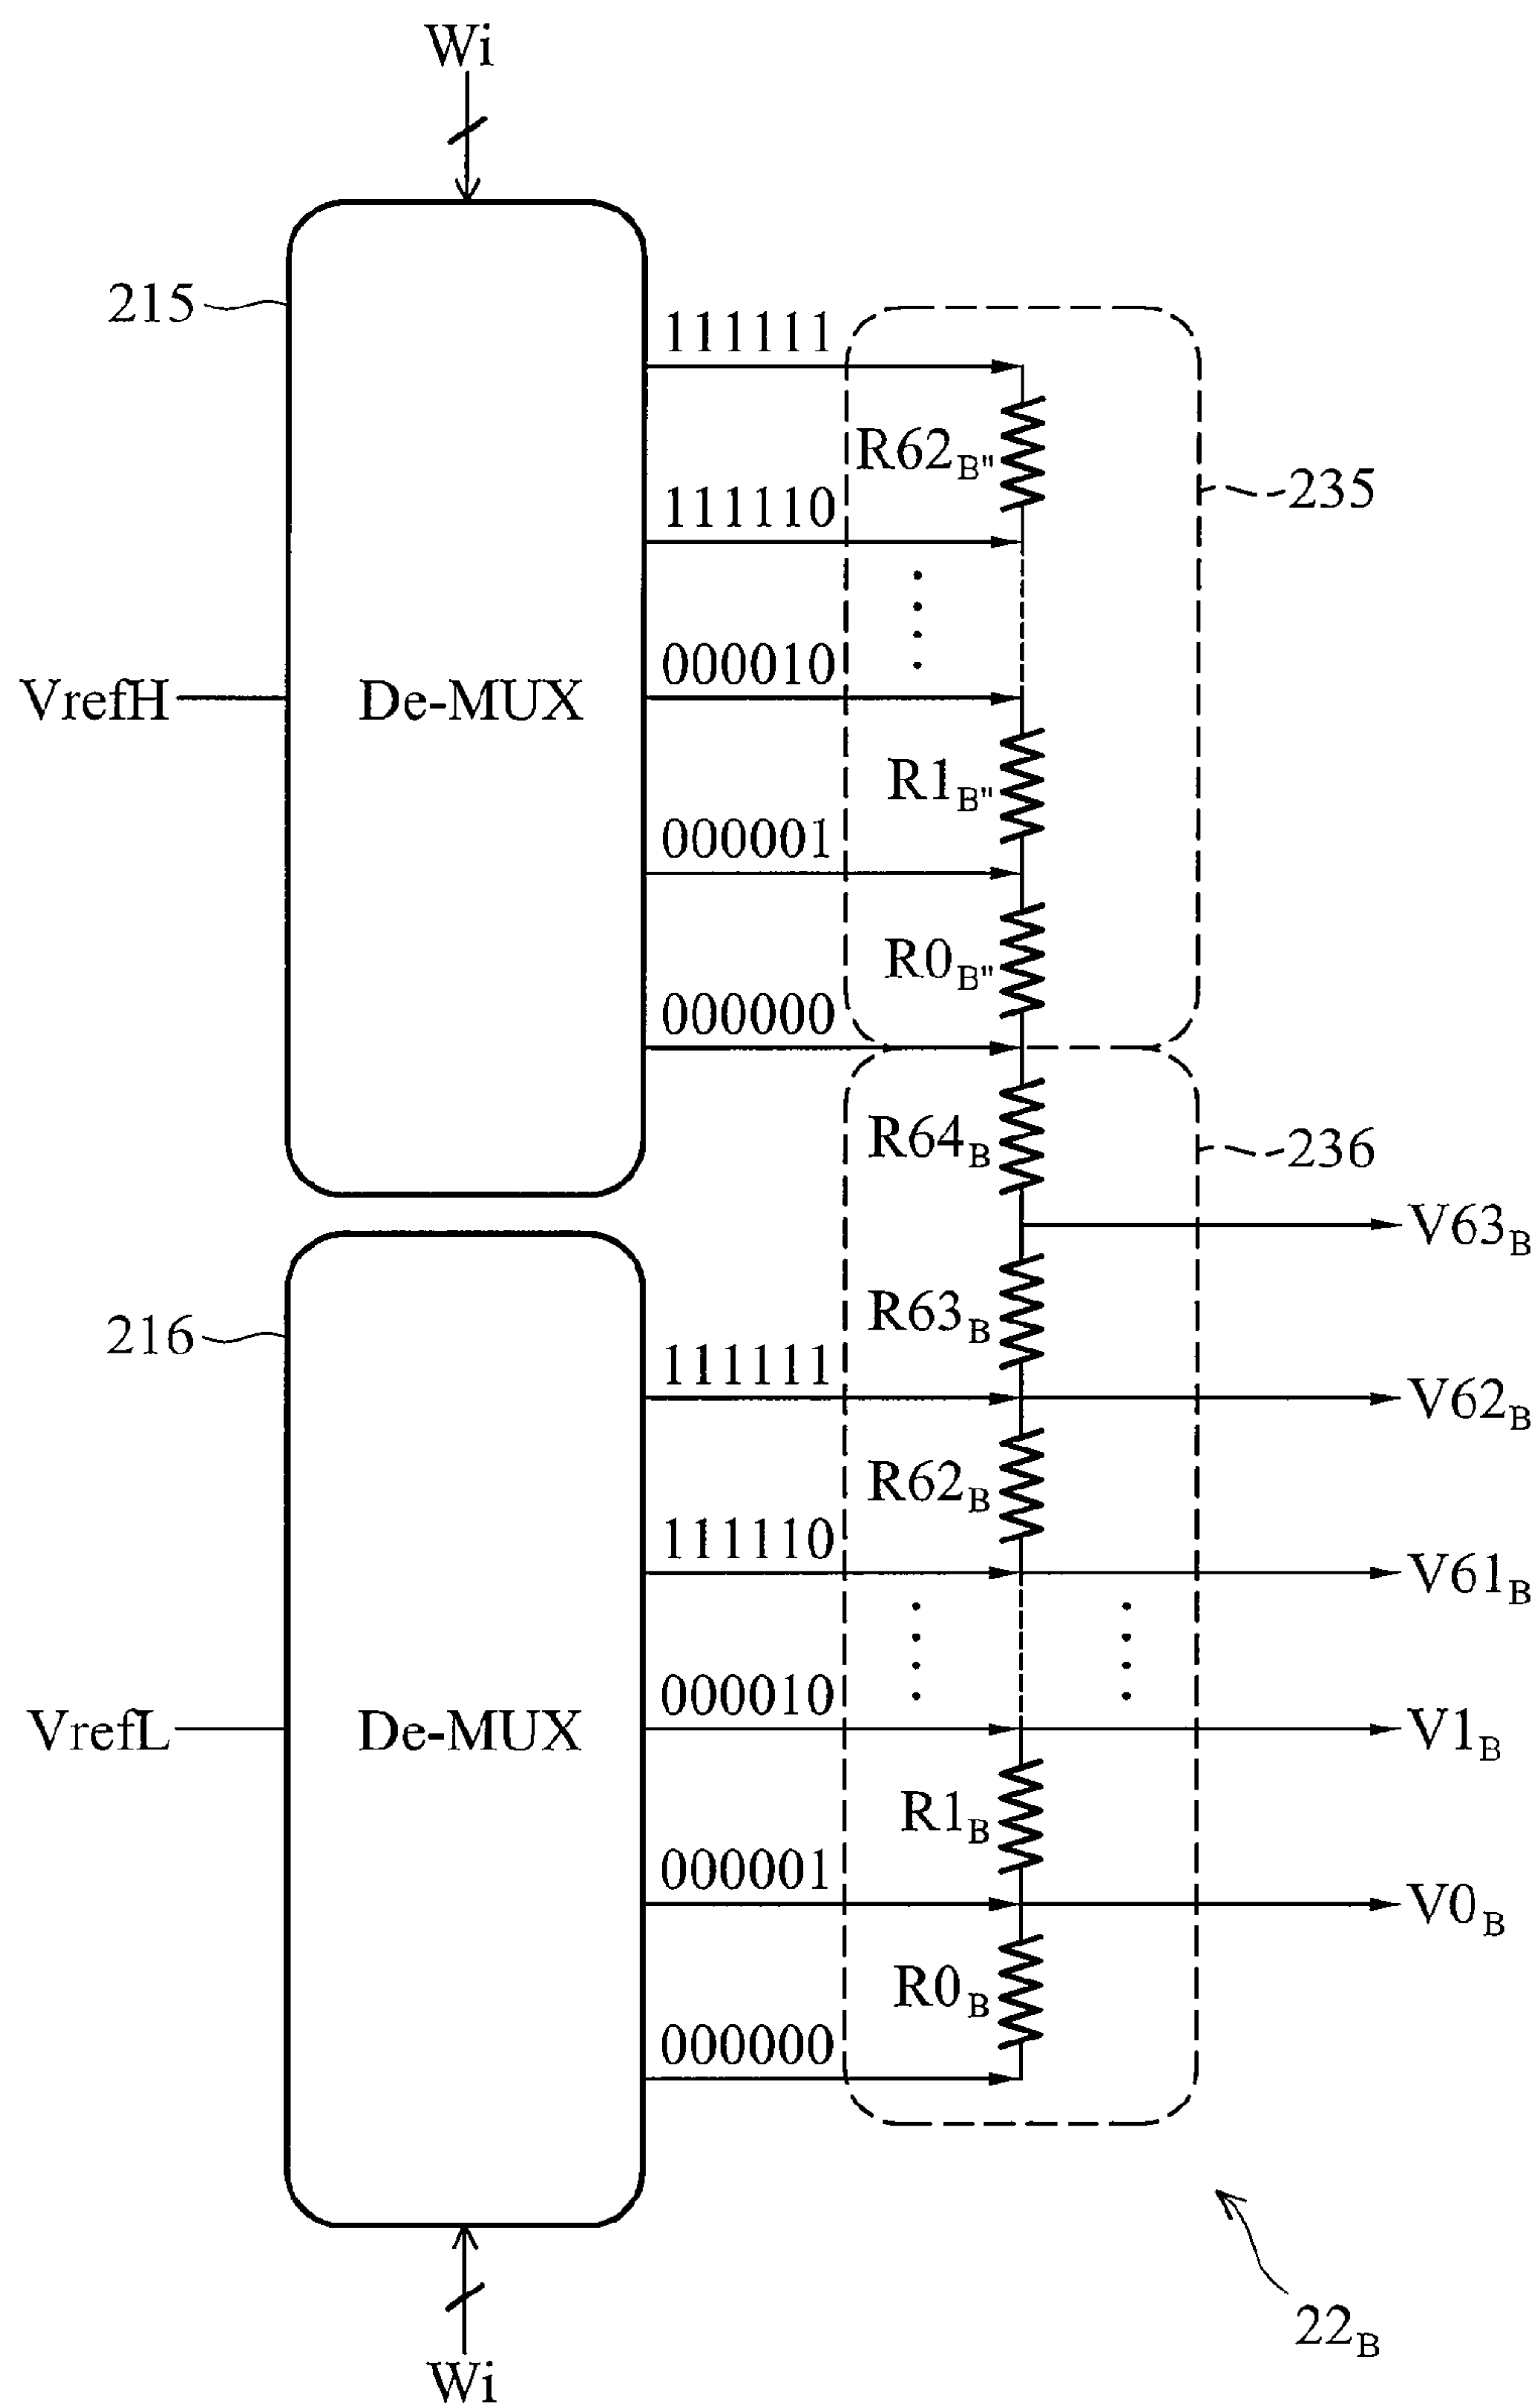 Wi
215
111111
R62B"
235
111110
000010
VrefH
De-MUX
R1B"
000001
R0B"
000000
R64B
236
V63B
R63B
216
111111
V62B
R62B
111110
V61B
000010
VrefL
De-MUX
V1B
R1B
000001
V0B
R0B
000000
22B
Wi